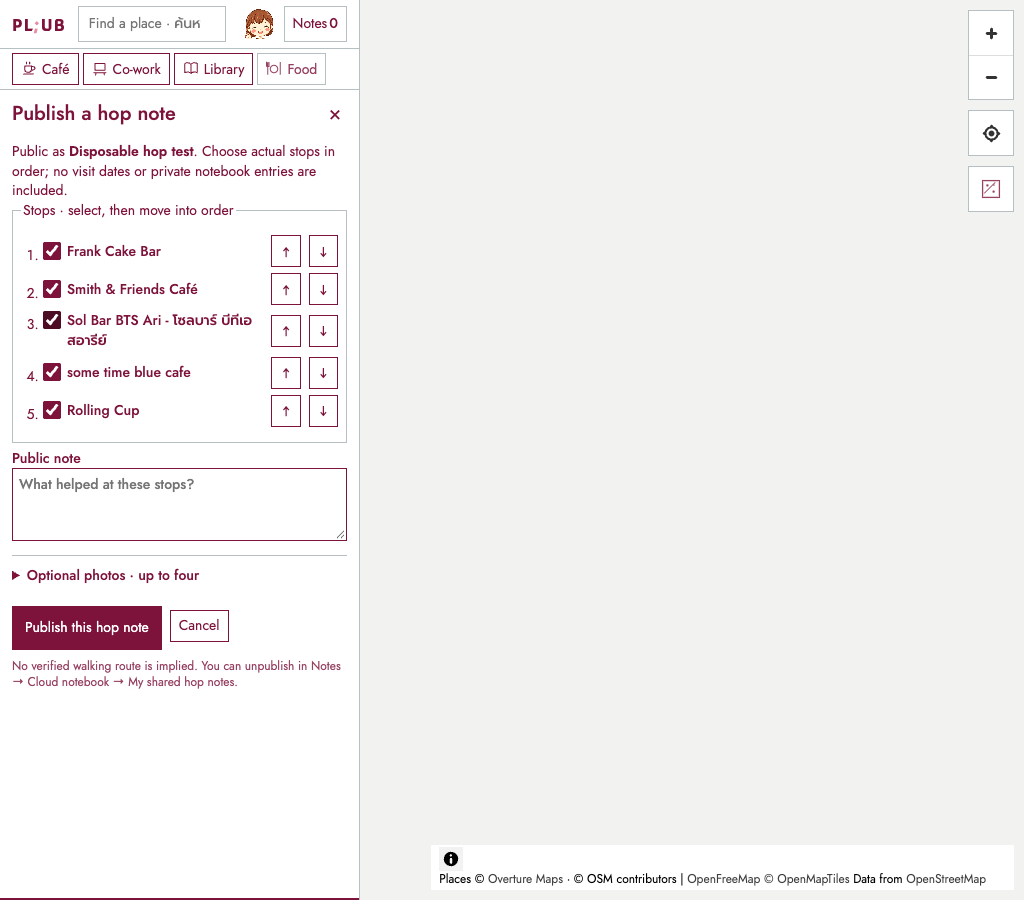 PL;UB
Find a place · ค้นห
Notes 0
Café
Co-work
Library
Food
Publish a hop note
×
Public as Disposable hop test. Choose actual stops in
order; no visit dates or private notebook entries are
included.
Stops · select, then move into order
1. Frank Cake Bar ↑ ↓
2. Smith & Friends Café ↑ ↓
3. Sol Bar BTS Ari - โซลบาร์ บีทีเอ
สอารีย์ ↑ ↓
4. some time blue cafe ↑ ↓
5. Rolling Cup ↑ ↓
Public note
What helped at these stops?
Optional photos · up to four
Publish this hop note
Cancel
No verified walking route is implied. You can unpublish in Notes
→ Cloud notebook → My shared hop notes.
+
−
Places © Overture Maps · © OSM contributors | OpenFreeMap © OpenMapTiles Data from OpenStreetMap